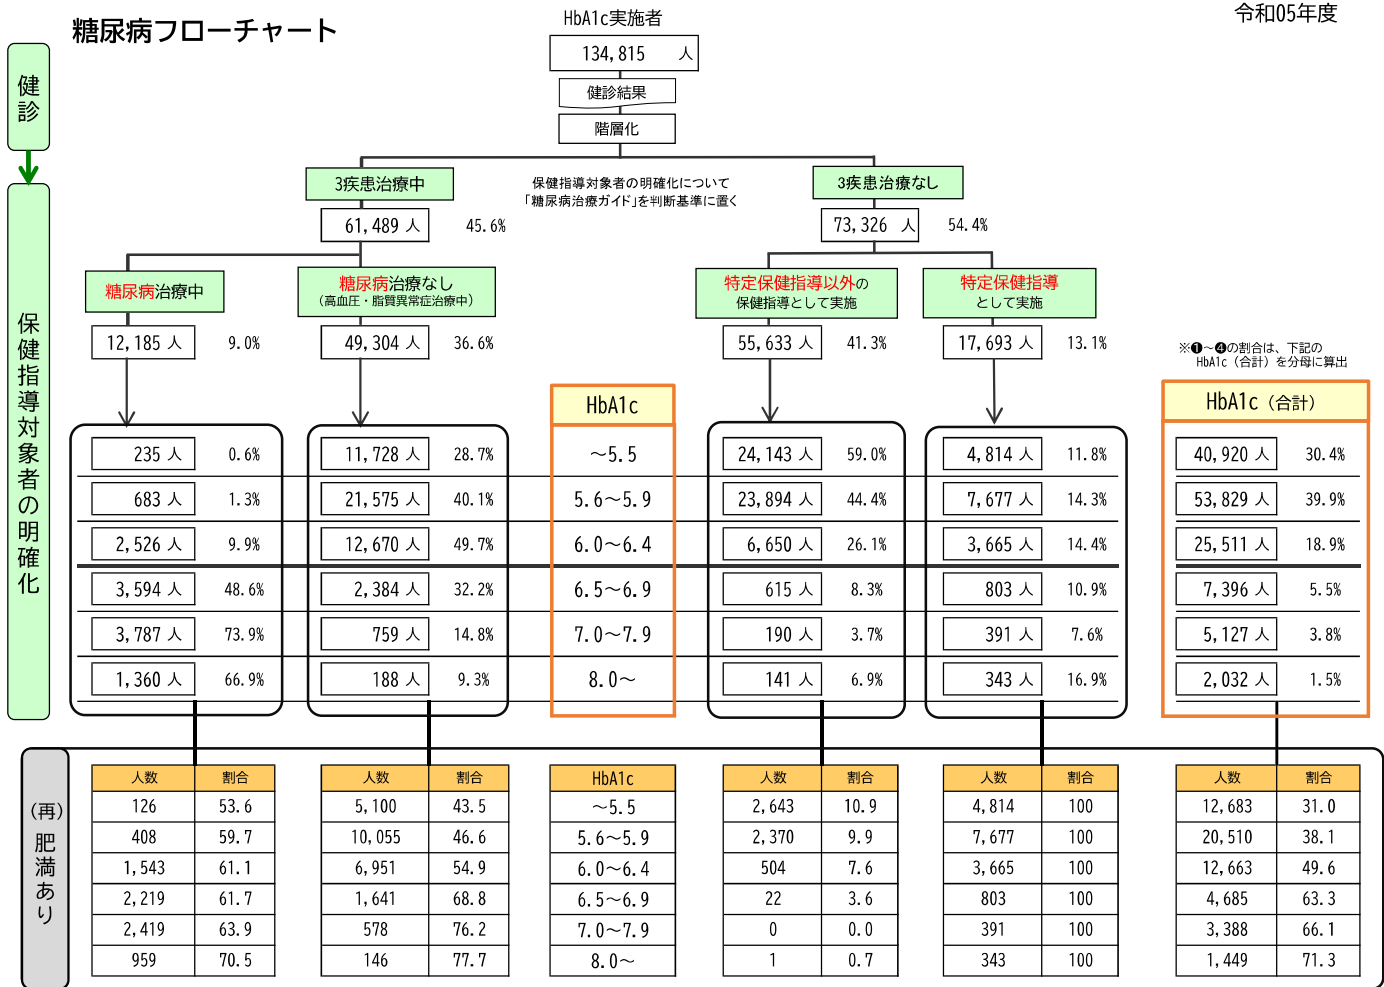 糖尿病フローチャート
HbA1c実施者
令和05年度
134,815 人
健診
健診結果
階層化
3疾患治療中
保健指導対象者の明確化について
「糖尿病治療ガイド」を判断基準に置く
3疾患治療なし
61,489 人 45.6%
73,326 人 54.4%
糖尿病治療中
糖尿病治療なし
（高血圧・脂質異常症治療中）
特定保健指導以外の
保健指導として実施
特定保健指導
として実施
12,185 人 9.0%
49,304 人 36.6%
55,633 人 41.3%
17,693 人 13.1%
※❶～❹の割合は、下記の
HbA1c（合計）を分母に算出
保健指導対象者の明確化
HbA1c
HbA1c（合計）
235 人 0.6% 11,728 人 28.7% ～5.5 24,143 人 59.0% 4,814 人 11.8% 40,920 人 30.4%
683 人 1.3% 21,575 人 40.1% 5.6～5.9 23,894 人 44.4% 7,677 人 14.3% 53,829 人 39.9%
2,526 人 9.9% 12,670 人 49.7% 6.0～6.4 6,650 人 26.1% 3,665 人 14.4% 25,511 人 18.9%
3,594 人 48.6% 2,384 人 32.2% 6.5～6.9 615 人 8.3% 803 人 10.9% 7,396 人 5.5%
3,787 人 73.9% 759 人 14.8% 7.0～7.9 190 人 3.7% 391 人 7.6% 5,127 人 3.8%
1,360 人 66.9% 188 人 9.3% 8.0～ 141 人 6.9% 343 人 16.9% 2,032 人 1.5%
（再）肥満あり
人数 割合 人数 割合 HbA1c 人数 割合 人数 割合 人数 割合
126 53.6 5,100 43.5 ～5.5 2,643 10.9 4,814 100 12,683 31.0
408 59.7 10,055 46.6 5.6～5.9 2,370 9.9 7,677 100 20,510 38.1
1,543 61.1 6,951 54.9 6.0～6.4 504 7.6 3,665 100 12,663 49.6
2,219 61.7 1,641 68.8 6.5～6.9 22 3.6 803 100 4,685 63.3
2,419 63.9 578 76.2 7.0～7.9 0 0.0 391 100 3,388 66.1
959 70.5 146 77.7 8.0～ 1 0.7 343 100 1,449 71.3